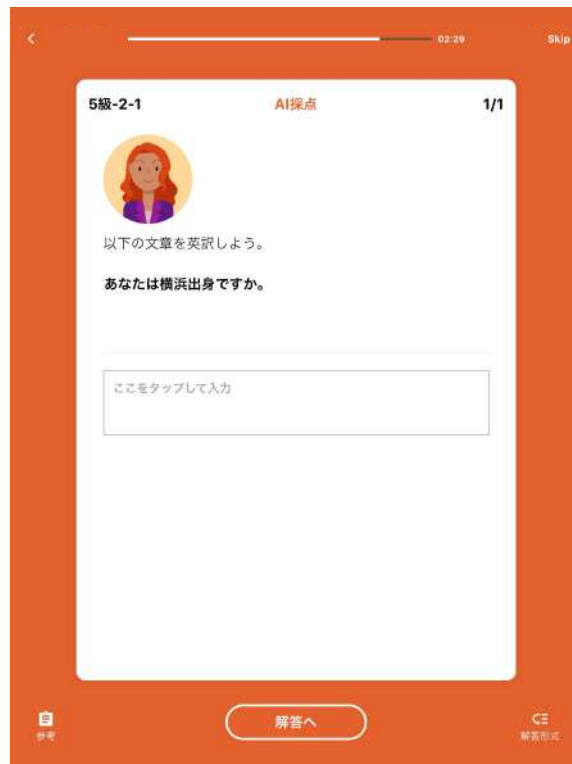 02:29
Skip
5級-2-1
AI採点
1/1
以下の文章を英訳しよう。
あなたは横浜出身ですか。
ここをタップして入力
解答へ
参考
解答形式